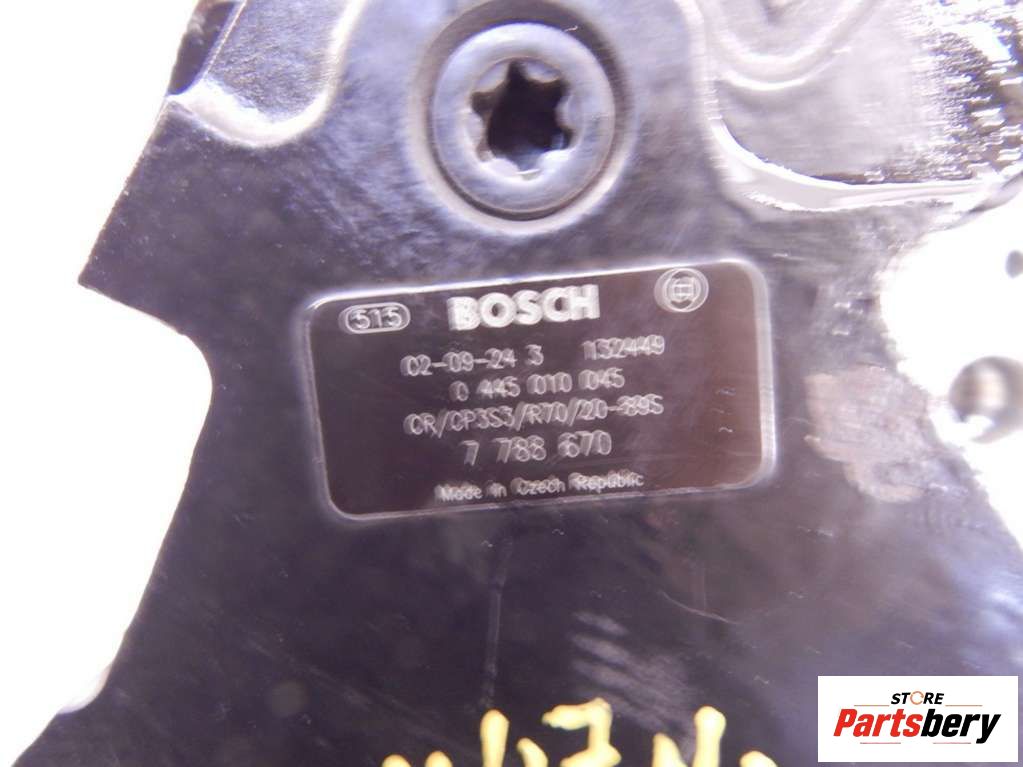 515 BOSCH
02-09-24 3 132449
0 445 010 045
CR/CP3S3/R70/20-89S
7 788 670
Made in Czech Republic
STORE
Partsbery